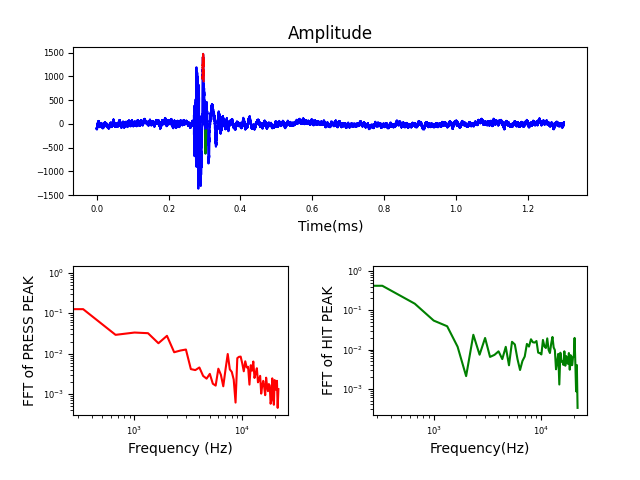 Amplitude
1500
1000
500
0
−500
−1000
−1500
0.0 0.2 0.4 0.6 0.8 1.0 1.2
Time(ms)
FFT of PRESS PEAK
10⁰
10⁻¹
10⁻²
10⁻³
10³ 10⁴
Frequency (Hz)
FFT of HIT PEAK
10⁰
10⁻¹
10⁻²
10⁻³
10³ 10⁴
Frequency(Hz)